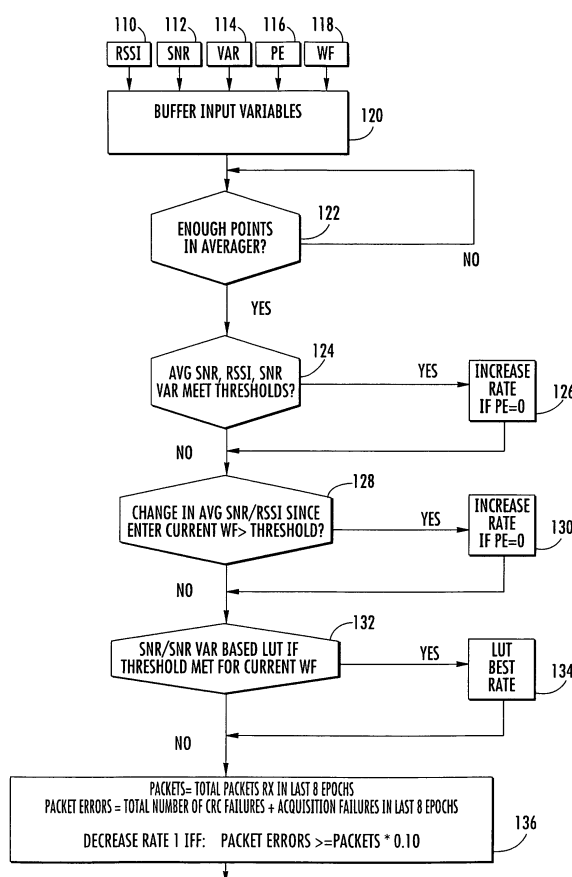 110 112 114 116 118
RSSI SNR VAR PE WF
BUFFER INPUT VARIABLES
120
ENOUGH POINTS
IN AVERAGER?
122
NO
YES
AVG SNR, RSSI, SNR
VAR MEET THRESHOLDS?
124
YES
INCREASE
RATE
IF PE=0
126
NO
CHANGE IN AVG SNR/RSSI SINCE
ENTER CURRENT WF> THRESHOLD?
128
YES
INCREASE
RATE
IF PE=0
130
NO
SNR/SNR VAR BASED LUT IF
THRESHOLD MET FOR CURRENT WF
132
YES
LUT
BEST
RATE
134
NO
PACKETS= TOTAL PACKETS RX IN LAST 8 EPOCHS
PACKET ERRORS = TOTAL NUMBER OF CRC FAILURES + ACQUISITION FAILURES IN LAST 8 EPOCHS
DECREASE RATE 1 IFF: PACKET ERRORS >=PACKETS * 0.10
136